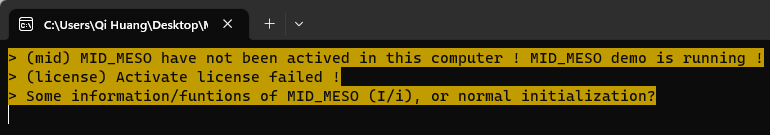 C:\Users\Qi Huang\Desktop\M
> (mid) MID_MESO have not been actived in this computer ! MID_MESO demo is running !
> (license) Activate license failed !
> Some information/funtions of MID_MESO (I/i), or normal initialization?